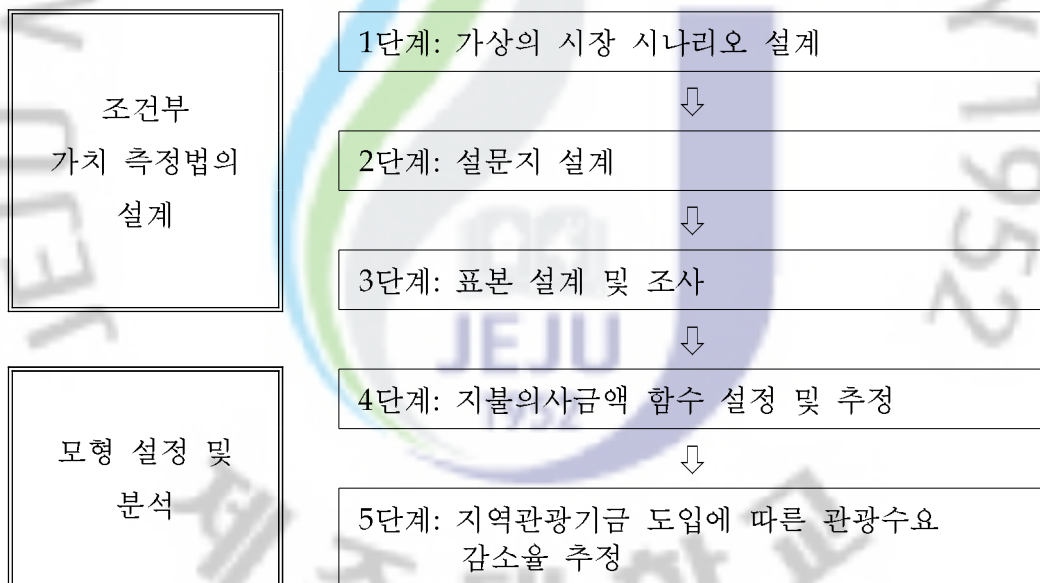 조건부
가치 측정법의
설계
1단계: 가상의 시장 시나리오 설계
⇩
2단계: 설문지 설계
⇩
3단계: 표본 설계 및 조사
⇩
모형 설정 및
분석
4단계: 지불의사금액 함수 설정 및 추정
⇩
5단계: 지역관광기금 도입에 따른 관광수요
감소율 추정
JEJU
1952